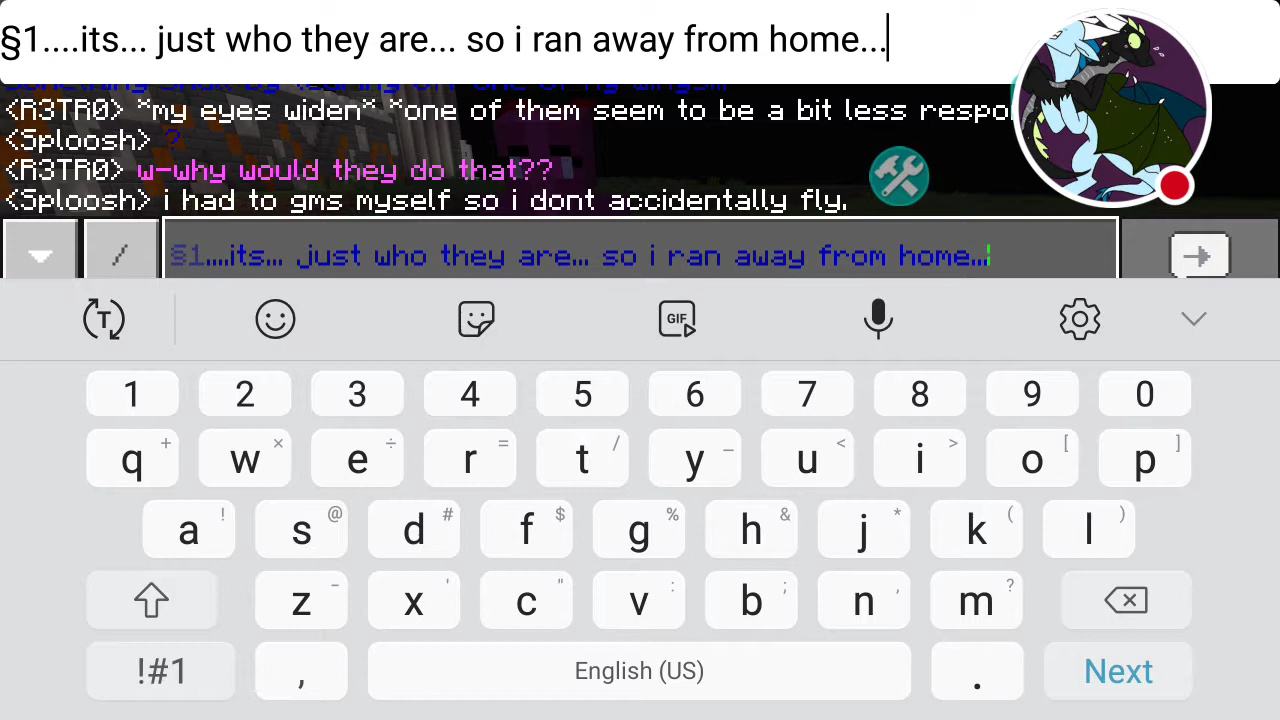 §1....its... just who they are... so i ran away from home...
<R3TR0> *my eyes widen* *one of them seem to be a bit less respo
<Sploosh> ?
<R3TR0> w-why would they do that??
<Sploosh> i had to gms myself so i dont accidentally fly.
/ §1....its... just who they are... so i ran away from home...
T GIF
1 2 3 4 5 6 7 8 9 0
q + w × e ÷ r = t / y _ u < i > o [ p ]
a ! s @ d # f $ g % h & j * k ( l )
z - x ' c " v : b ; n , m ?
!#1 , English (US) . Next